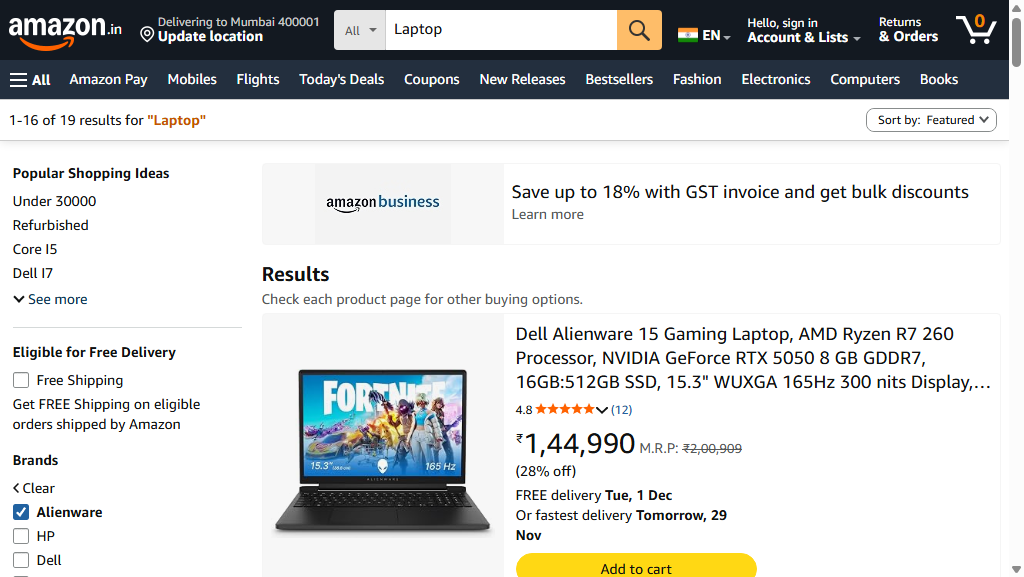 amazon.in
Delivering to Mumbai 400001
Update location
All
Laptop
EN
Hello, sign in
Account & Lists
Returns
& Orders
0
All
Amazon Pay
Mobiles
Flights
Today's Deals
Coupons
New Releases
Bestsellers
Fashion
Electronics
Computers
Books
1-16 of 19 results for "Laptop"
Sort by: Featured
Popular Shopping Ideas
Under 30000
Refurbished
Core I5
Dell I7
See more
Eligible for Free Delivery
Free Shipping
Get FREE Shipping on eligible
orders shipped by Amazon
Brands
Clear
Alienware
HP
Dell
amazon business
Save up to 18% with GST invoice and get bulk discounts
Learn more
Results
Check each product page for other buying options.
FORTNITE
15.3"
165 Hz
ALIENWARE
Dell Alienware 15 Gaming Laptop, AMD Ryzen R7 260
Processor, NVIDIA GeForce RTX 5050 8 GB GDDR7,
16GB:512GB SSD, 15.3" WUXGA 165Hz 300 nits Display,…
4.8 (12)
₹1,44,990 M.R.P: ₹2,00,909
(28% off)
FREE delivery Tue, 1 Dec
Or fastest delivery Tomorrow, 29
Nov
Add to cart